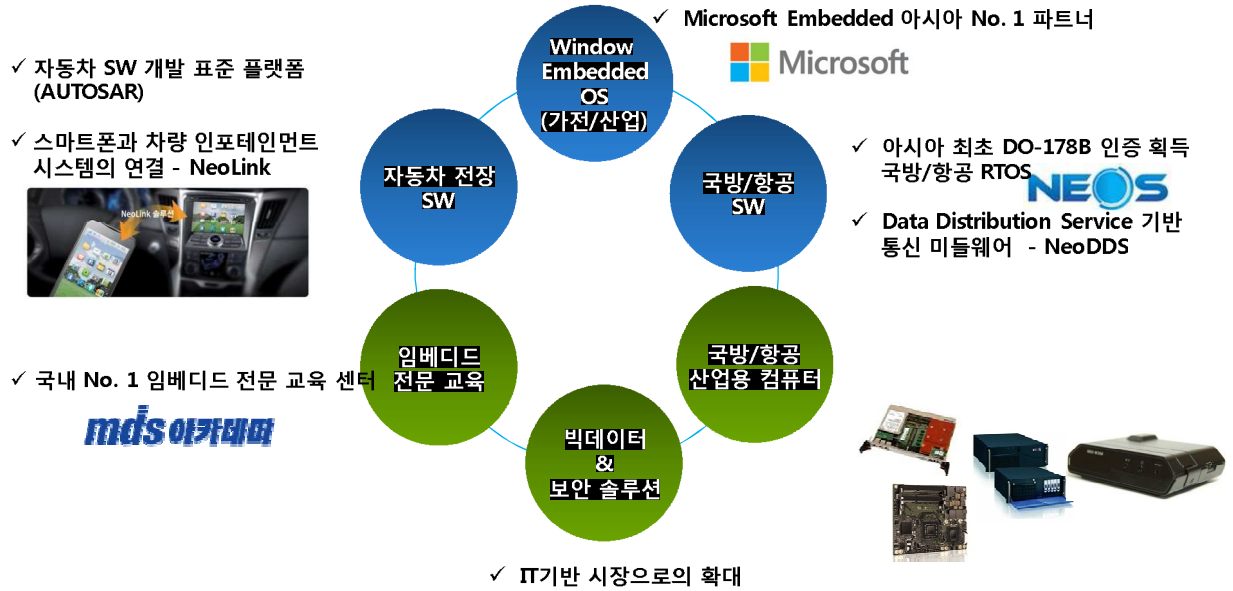 ✓ Microsoft Embedded 아시아 No. 1 파트너
Microsoft
Window
Embedded
OS
(가전/산업)
✓ 자동차 SW 개발 표준 플랫폼
(AUTOSAR)
✓ 스마트폰과 차량 인포테인먼트
시스템의 연결 - NeoLink
NeoLink 솔루션
자동차 전장
SW
국방/항공
SW
✓ 아시아 최초 DO-178B 인증 획득
국방/항공 RTOS
NEOS
✓ Data Distribution Service 기반
통신 미들웨어 - NeoDDS
임베디드
전문 교육
✓ 국내 No. 1 임베디드 전문 교육 센터
mds 아카데미
국방/항공
산업용 컴퓨터
빅데이터
&
보안 솔루션
✓ IT기반 시장으로의 확대